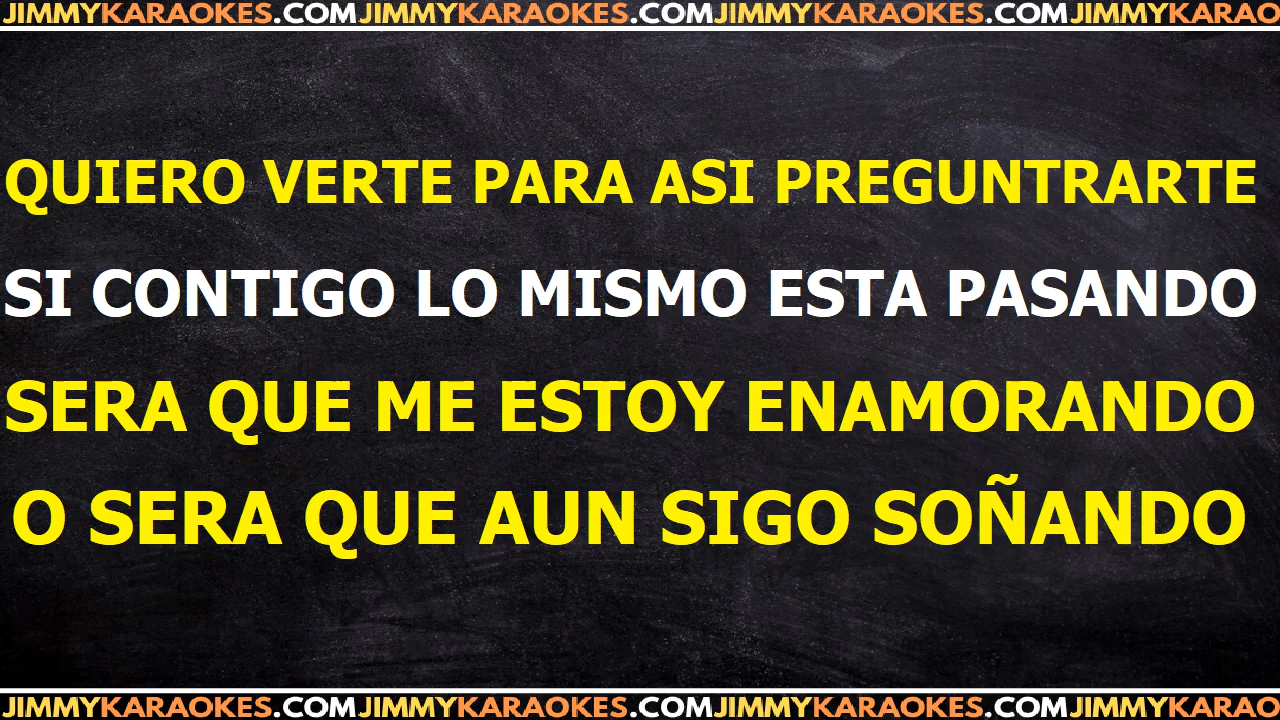 JIMMYKARAOKES.COMJIMMYKARAOKES.COMJIMMYKARAOKES.COMJIMMYKARAO
QUIERO VERTE PARA ASI PREGUNTRARTE
SI CONTIGO LO MISMO ESTA PASANDO
SERA QUE ME ESTOY ENAMORANDO
O SERA QUE AUN SIGO SOÑANDO
JIMMYKARAOKES.COMJIMMYKARAOKES.COMJIMMYKARAOKES.COMJIMMYKARAO